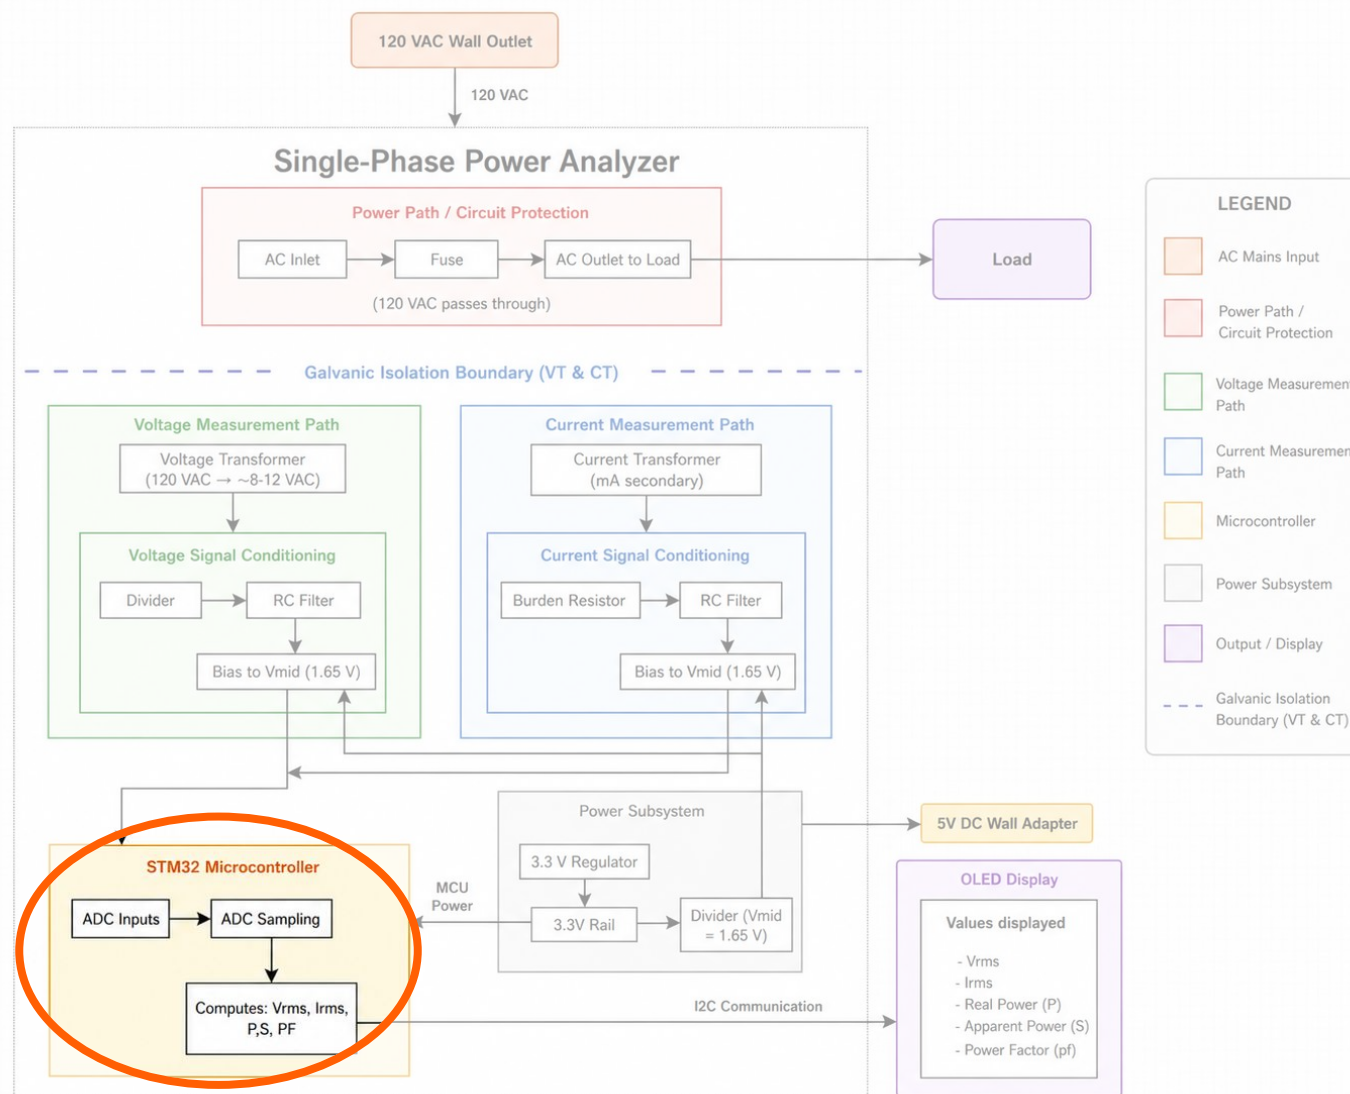 120 VAC Wall Outlet
120 VAC
Single-Phase Power Analyzer
Power Path / Circuit Protection
AC Inlet
Fuse
AC Outlet to Load
(120 VAC passes through)
Load
Galvanic Isolation Boundary (VT & CT)
Voltage Measurement Path
Voltage Transformer
(120 VAC → ~8-12 VAC)
Voltage Signal Conditioning
Divider
RC Filter
Bias to Vmid (1.65 V)
Current Measurement Path
Current Transformer
(mA secondary)
Current Signal Conditioning
Burden Resistor
RC Filter
Bias to Vmid (1.65 V)
STM32 Microcontroller
ADC Inputs
ADC Sampling
Computes: Vrms, Irms,
P,S, PF
MCU
Power
Power Subsystem
3.3 V Regulator
3.3V Rail
Divider (Vmid
= 1.65 V)
5V DC Wall Adapter
I2C Communication
OLED Display
Values displayed
- Vrms
- Irms
- Real Power (P)
- Apparent Power (S)
- Power Factor (pf)
LEGEND
AC Mains Input
Power Path /
Circuit Protection
Voltage Measurement
Path
Current Measurement
Path
Microcontroller
Power Subsystem
Output / Display
Galvanic Isolation
Boundary (VT & CT)